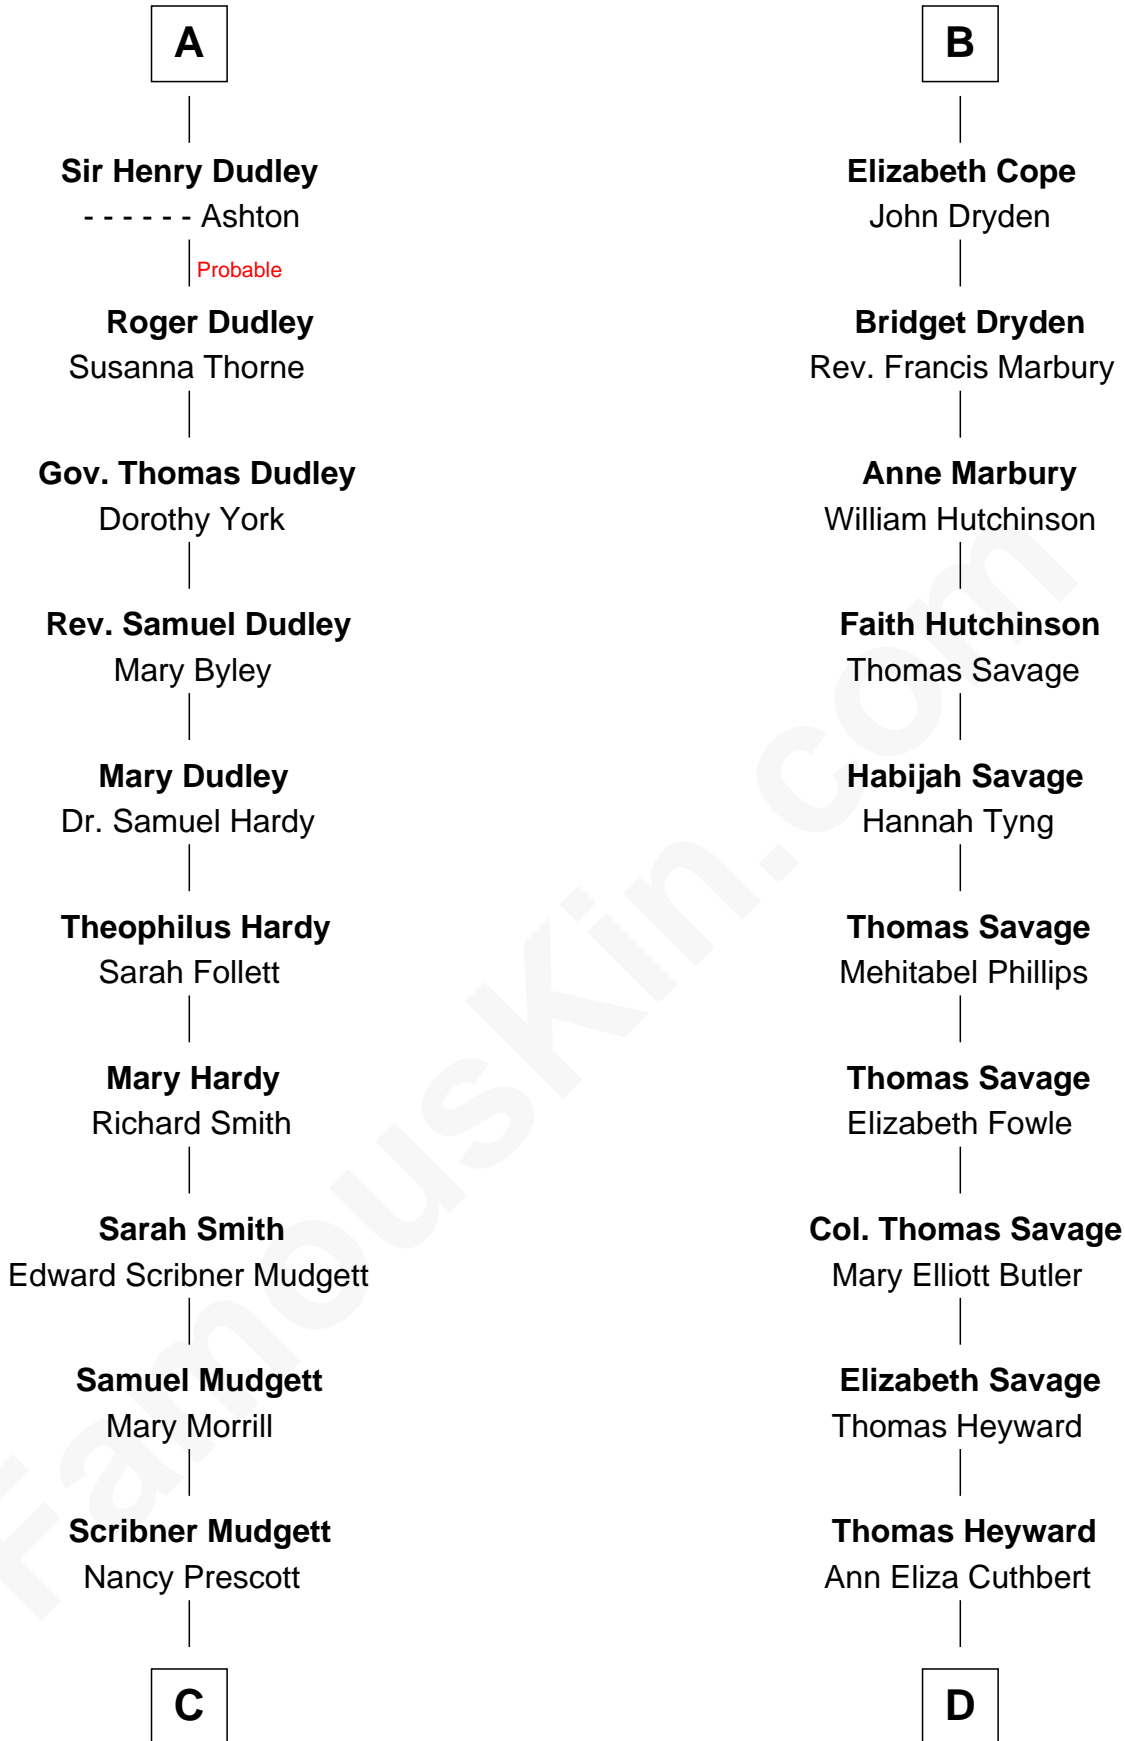 A
Sir Henry Dudley
- - - - - - Ashton
Probable
Roger Dudley
Susanna Thorne
Gov. Thomas Dudley
Dorothy York
Rev. Samuel Dudley
Mary Byley
Mary Dudley
Dr. Samuel Hardy
Theophilus Hardy
Sarah Follett
Mary Hardy
Richard Smith
Sarah Smith
Edward Scribner Mudgett
Samuel Mudgett
Mary Morrill
Scribner Mudgett
Nancy Prescott
C
B
Elizabeth Cope
John Dryden
Bridget Dryden
Rev. Francis Marbury
Anne Marbury
William Hutchinson
Faith Hutchinson
Thomas Savage
Habijah Savage
Hannah Tyng
Thomas Savage
Mehitabel Phillips
Thomas Savage
Elizabeth Fowle
Col. Thomas Savage
Mary Elliott Butler
Elizabeth Savage
Thomas Heyward
Thomas Heyward
Ann Eliza Cuthbert
D
FamousKin.com